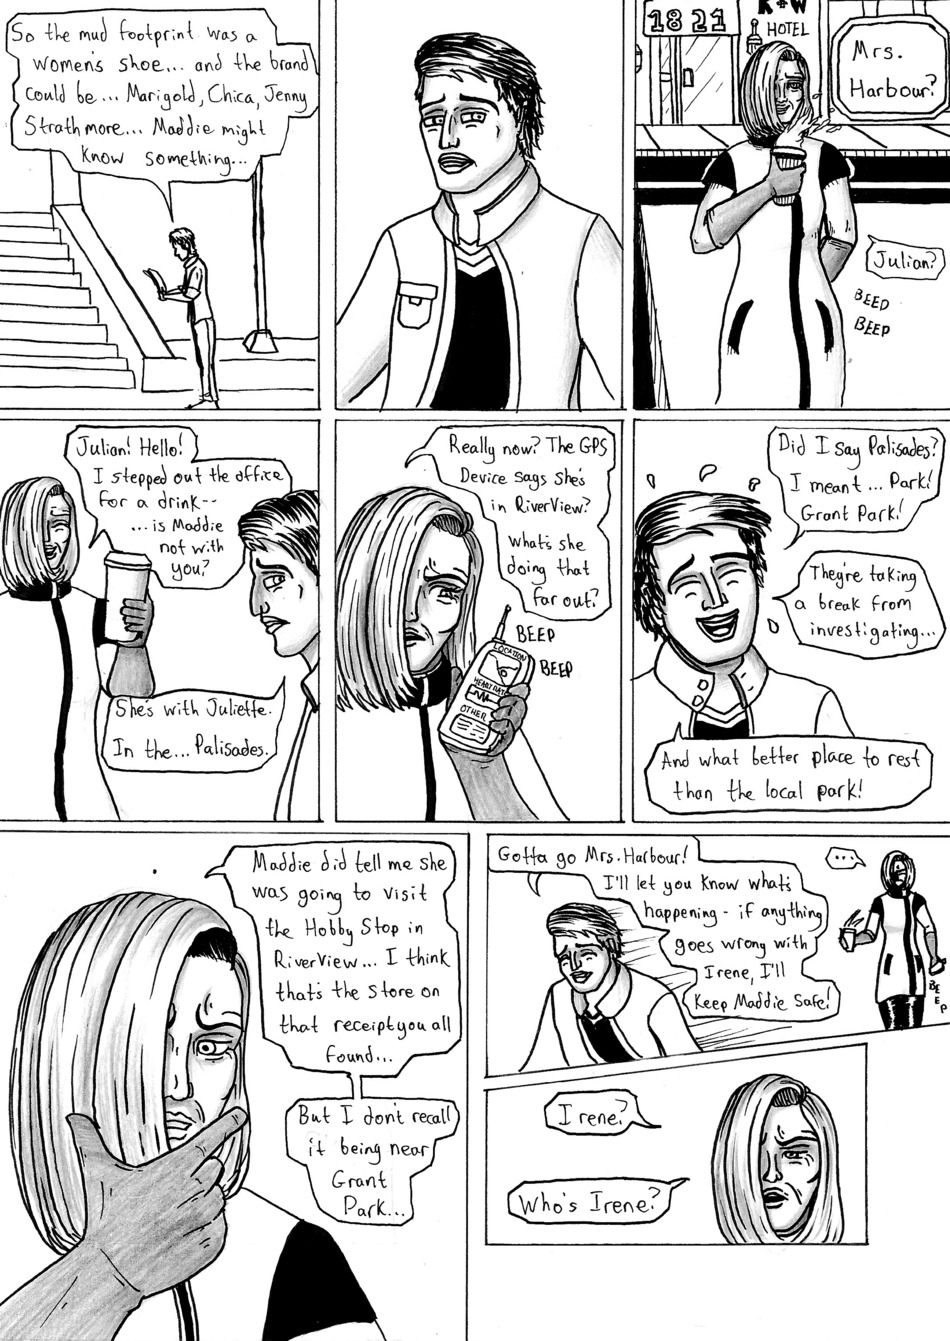 So the mud footprint was a
women's shoe... and the brand
could be... Marigold, Chica, Jenny
Strathmore... Maddie might
know something...
18 21
K+W
HOTEL
Mrs.
Harbour?
Julian?
BEED
BEEP
Julian! Hello!
I stepped out the office
for a drink--
... is Maddie
not with
you?
She's with Juliette.
In the... Palisades.
Really now? The GPS
Device says she's
in RiverView?
What's she
doing that
far out?
BEEP
BEEP
LOCATION
HEART RATE
OTHER
Did I say Palisades?
I meant... Park!
Grant Park!
They're taking
a break from
investigating...
And what better place to rest
than the local park!
Maddie did tell me she
was going to visit
the Hobby Stop in
RiverView... I think
that's the store on
that receipt you all
found...
But I don't recall
it being near
Grant
Park...
Gotta go Mrs. Harbour!
I'll let you know what's
happening - if anything
goes wrong with
Irene, I'll
Keep Maddie Safe!
...
BEEP
Irene?
Who's Irene?